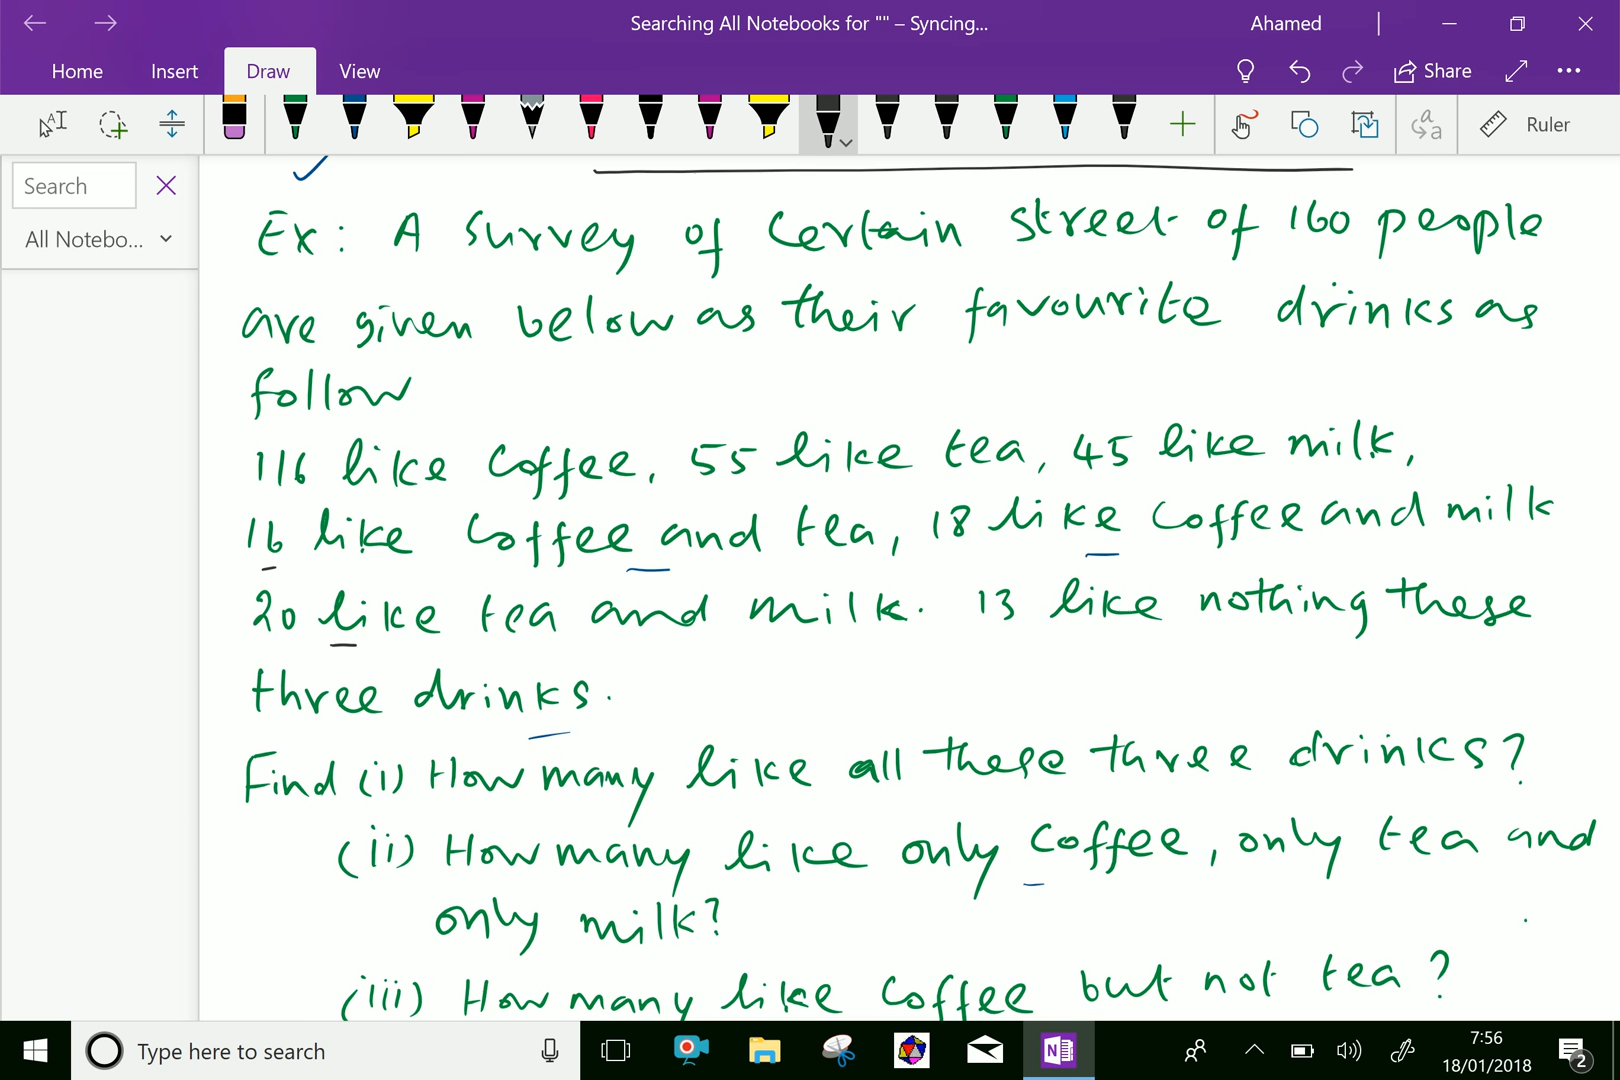 Searching All Notebooks for "" – Syncing...
Ahamed
Home Insert Draw View
Share
Ruler
Search
All Notebo...
Ex: A survey of certain street of 160 people
are given below as their favourite drinks as
follow
116 like coffee, 55 like tea, 45 like milk,
16 like coffee and tea, 18 like coffee and milk
20 like tea and milk. 13 like nothing these
three drinks.
Find (i) How many like all these three drinks?
(ii) How many like only coffee, only tea and
only milk?
(iii) How many like coffee but not tea?
Type here to search
7:56
18/01/2018
2